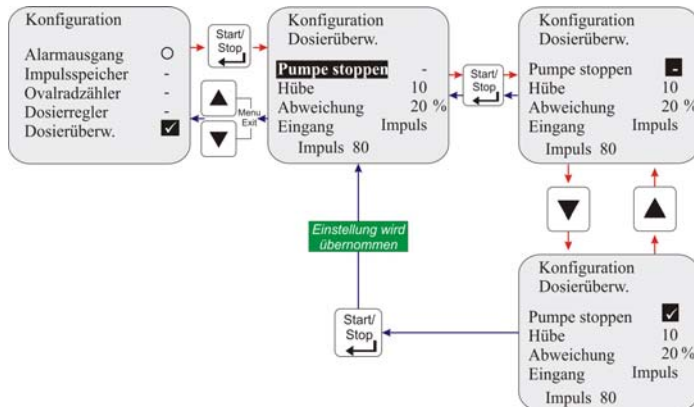 Konfiguration
Alarmausgang O
Impulsspeicher -
Ovalradzähler -
Dosierregler -
Dosierüberw. ✓
Start/
Stop
Menu
Exit
Konfiguration
Dosierüberw.
Pumpe stoppen -
Hübe 10
Abweichung 20 %
Eingang Impuls
Impuls 80
Start/
Stop
Konfiguration
Dosierüberw.
Pumpe stoppen -
Hübe 10
Abweichung 20 %
Eingang Impuls
Impuls 80
Einstellung wird
übernommen
Start/
Stop
Konfiguration
Dosierüberw.
Pumpe stoppen ✓
Hübe 10
Abweichung 20 %
Eingang Impuls
Impuls 80